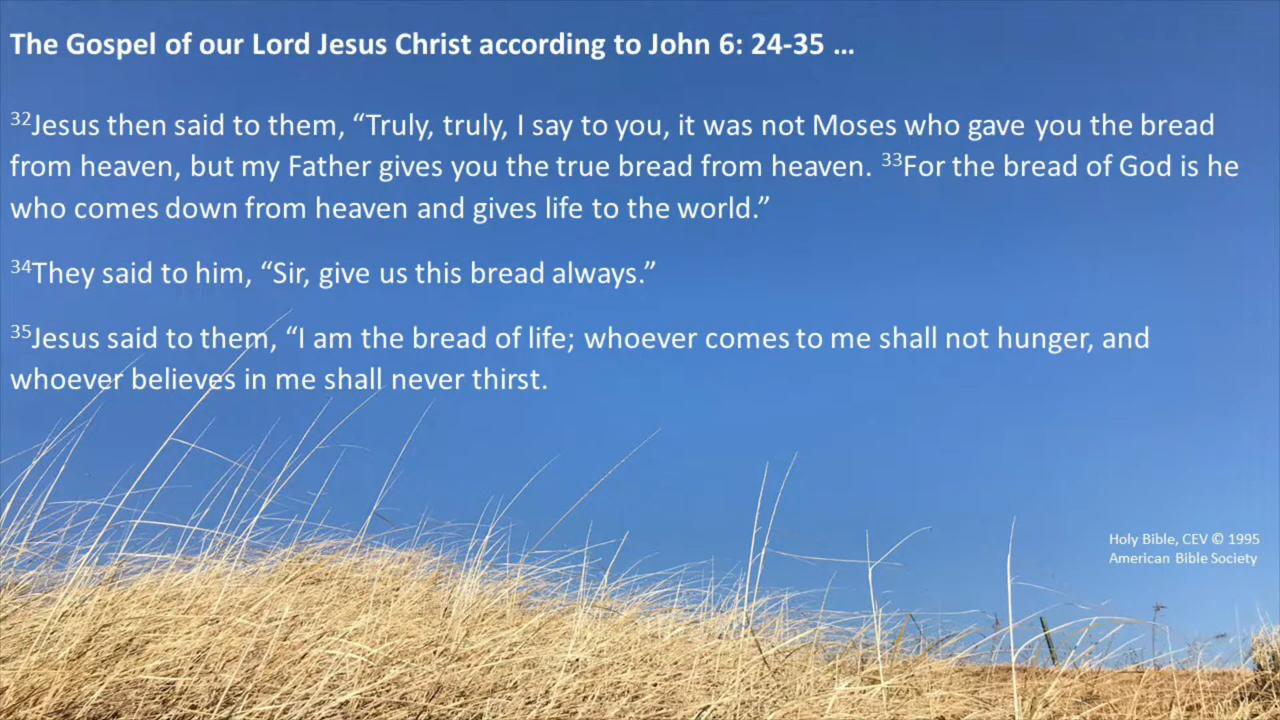 The Gospel of our Lord Jesus Christ according to John 6: 24-35 ...
³²Jesus then said to them, “Truly, truly, I say to you, it was not Moses who gave you the bread
from heaven, but my Father gives you the true bread from heaven. ³³For the bread of God is he
who comes down from heaven and gives life to the world.”
³⁴They said to him, “Sir, give us this bread always.”
³⁵Jesus said to them, “I am the bread of life; whoever comes to me shall not hunger, and
whoever believes in me shall never thirst.
Holy Bible, CEV © 1995
American Bible Society